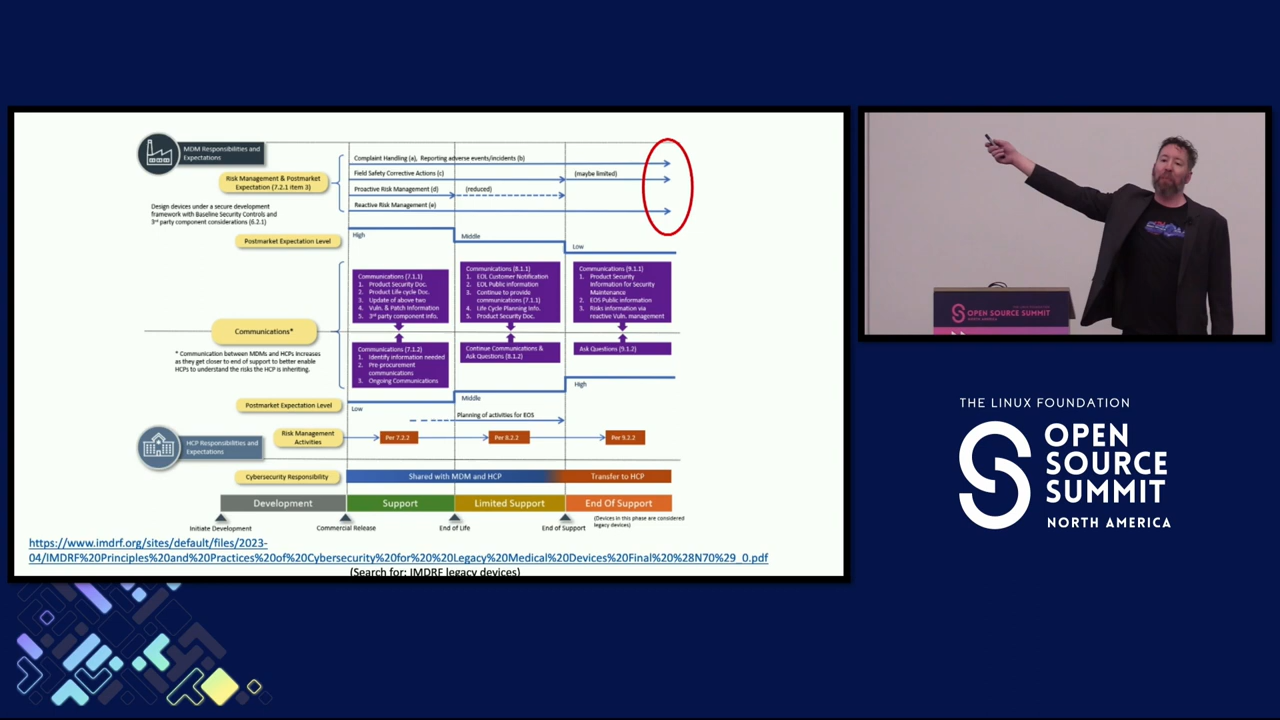 MDM Responsibilities and
Expectations
Complaint Handling (a), Reporting adverse events/incidents (b)
Field Safety Corrective Actions (c)
(maybe limited)
Risk Management & Postmarket
Expectation (7.2.1 item 3)
Proactive Risk Management (d)
(reduced)
Reactive Risk Management (e)
Design devices under a secure development
framework with Baseline Security Controls and
3rd party component considerations (6.2.1)
Postmarket Expectation Level
High
Middle
Low
Communications (7.1.1)
1. Product Security Doc.
2. Product Life cycle Doc.
3. Update of above two
4. Vuln. & Patch Information
5. 3rd party component info.
Communications (8.1.1)
1. EOL Customer Notification
2. EOL Public information
3. Continue to provide
communications (7.1.1)
4. Life Cycle Planning Info.
5. Product Security Doc.
Communications (9.1.1)
1. Product Security
Information for Security
Maintenance
2. EOS Public information
3. Risks information via
reactive Vuln. management
Communications*
* Communication between MDMs and HCPs increases
as they get closer to end of support to better enable
HCPs to understand the risks the HCP is inheriting.
Communications (7.1.2)
1. Identify information needed
2. Pre-procurement
communications
3. Ongoing Communications
Continue Communications &
Ask Questions (8.1.2)
Ask Questions (9.1.2)
Postmarket Expectation Level
Low
Middle
High
Planning of activities for EOS
Risk Management
Activities
Per 7.2.2
Per 8.2.2
Per 9.2.2
HCP Responsibilities and
Expectations
Cybersecurity Responsibility
Shared with MDM and HCP
Transfer to HCP
Development
Support
Limited Support
End Of Support
Initiate Development
Commercial Release
End of Life
End of Support
(Devices in this phase are considered
legacy devices)
https://www.imdrf.org/sites/default/files/2023-
04/IMDRF%20Principles%20and%20Practices%20of%20Cybersecurity%20for%20%20Legacy%20Medical%20Devices%20Final%20%28N70%29_0.pdf
(Search for: IMDRF legacy devices)
THE LINUX FOUNDATION
OPEN SOURCE SUMMIT
NORTH AMERICA
THE LINUX FOUNDATION
OPEN
SOURCE
SUMMIT
NORTH AMERICA